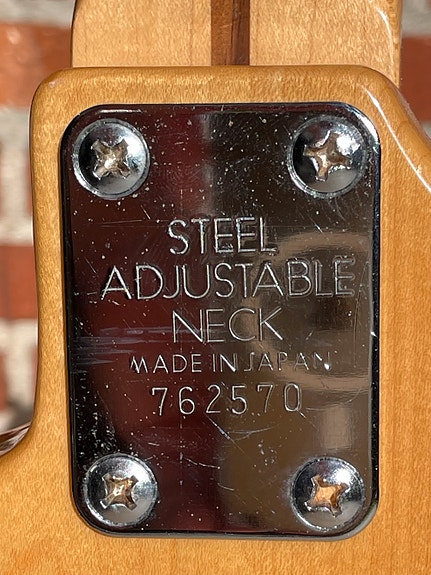 STEEL
ADJUSTABLE
NECK
MADE IN JAPAN
762570